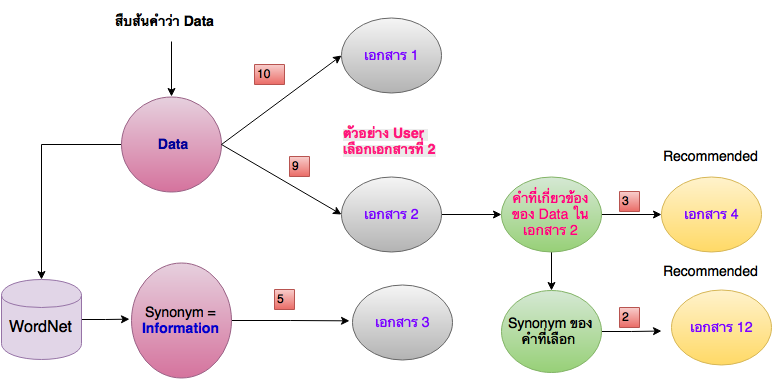 สืบส้นคำว่า Data
เอกสาร 1
10
Data
ตัวอย่าง User
เลือกเอกสารที่ 2
9
Recommended
เอกสาร 2
คำที่เกี่ยวข้อง
ของ Data ใน
เอกสาร 2
3
เอกสาร 4
Recommended
WordNet
Synonym =
Information
5
เอกสาร 3
Synonym ของ
คำที่เลือก
2
เอกสาร 12